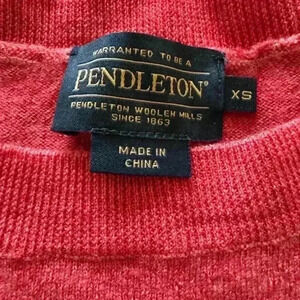 WARRANTED TO BE A
PENDLETON®
PENDLETON WOOLEN MILLS
SINCE 1863
XS
MADE IN
CHINA